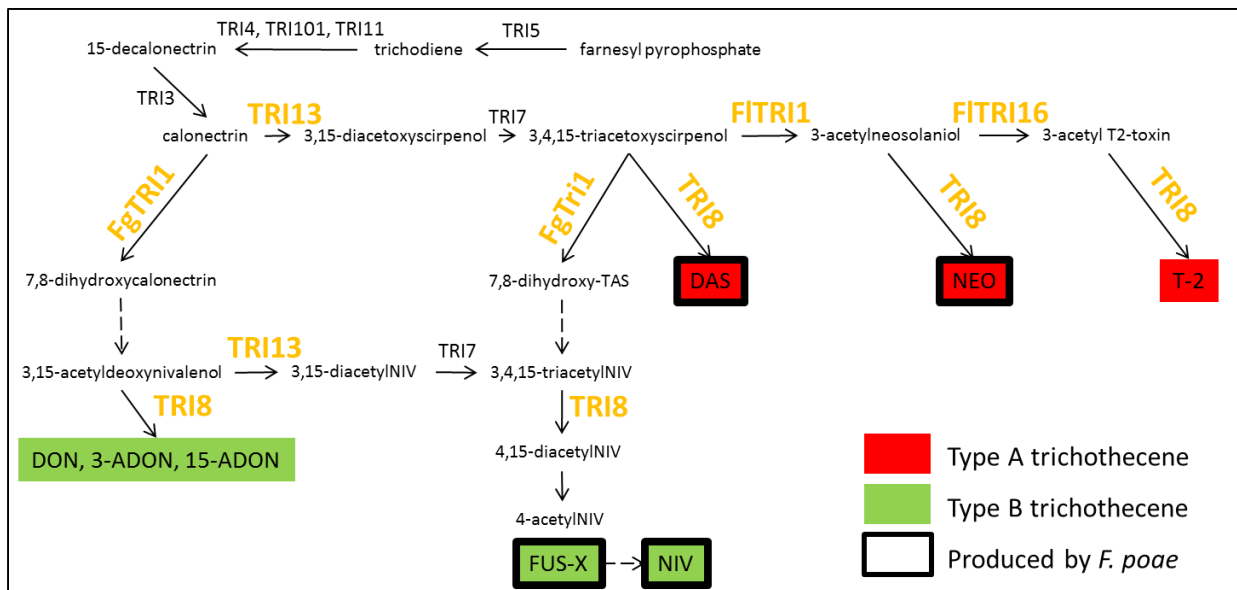 TRI4, TRI101, TRI11
TRI5
15-decalonectrin
trichodiene
farnesyl pyrophosphate
TRI3
TRI13
TRI7
FlTRI1
FlTRI16
calonectrin
3,15-diacetoxyscirpenol
3,4,15-triacetoxyscirpenol
3-acetylneosolaniol
3-acetyl T2-toxin
FgTRI1
FgTri1
TRI8
TRI8
TRI8
7,8-dihydroxycalonectrin
7,8-dihydroxy-TAS
DAS
NEO
T-2
TRI13
TRI7
3,15-acetyldeoxynivalenol
3,15-diacetylNIV
3,4,15-triacetylNIV
TRI8
TRI8
DON, 3-ADON, 15-ADON
4,15-diacetylNIV
4-acetylNIV
FUS-X
NIV
Type A trichothecene
Type B trichothecene
Produced by F. poae